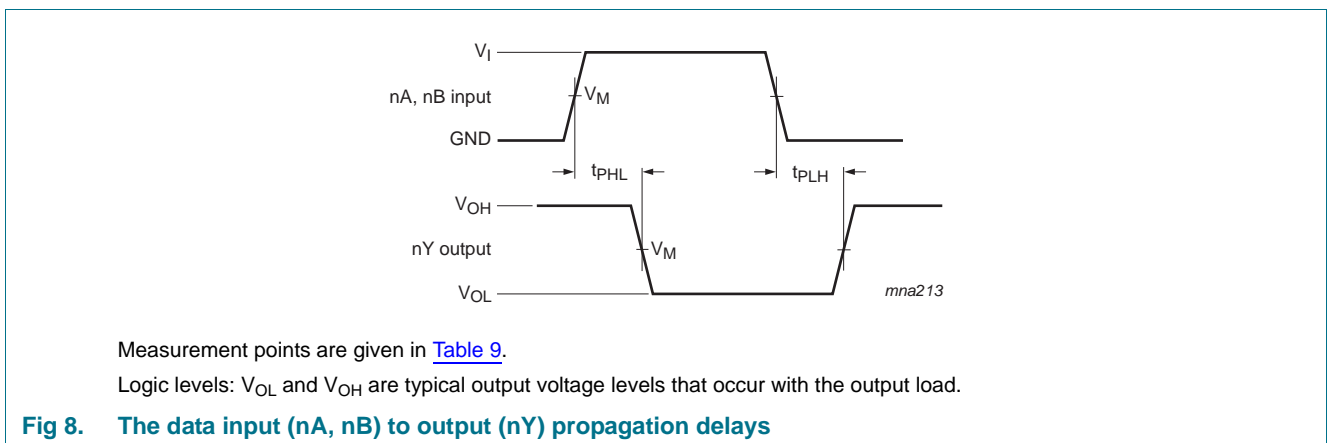 VI
nA, nB input
VM
GND
tPHL
tPLH
VOH
nY output
VM
VOL
mna213
Measurement points are given in Table 9.
Logic levels: VOL and VOH are typical output voltage levels that occur with the output load.
Fig 8. The data input (nA, nB) to output (nY) propagation delays